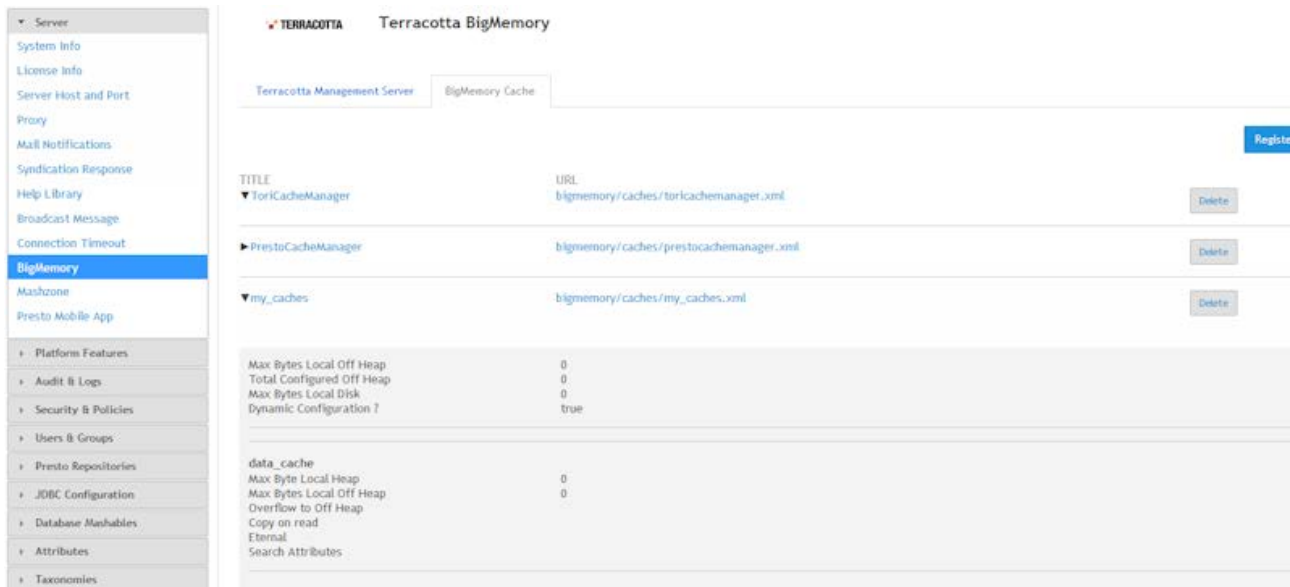 Server
System Info
License Info
Server Host and Port
Proxy
Mail Notifications
Syndication Response
Help Library
Broadcast Message
Connection Timeout
BigMemory
Mashzone
Presto Mobile App
Platform Features
Audit & Logs
Security & Policies
Users & Groups
Presto Repositories
JDBC Configuration
Database Mashables
Attributes
Taxonomies
TERRACOTTA Terracotta BigMemory
Terracotta Management Server BigMemory Cache
Registe
TITLE URL
ToriCacheManager bigmemory/caches/toricachemanager.xml Delete
PrestoCacheManager bigmemory/caches/prestocachemanager.xml Delete
my_caches bigmemory/caches/my_caches.xml Delete
Max Bytes Local Off Heap 0
Total Configured Off Heap 0
Max Bytes Local Disk 0
Dynamic Configuration ? true
data_cache
Max Byte Local Heap 0
Max Bytes Local Off Heap 0
Overflow to Off Heap
Copy on read
Eternal
Search Attributes